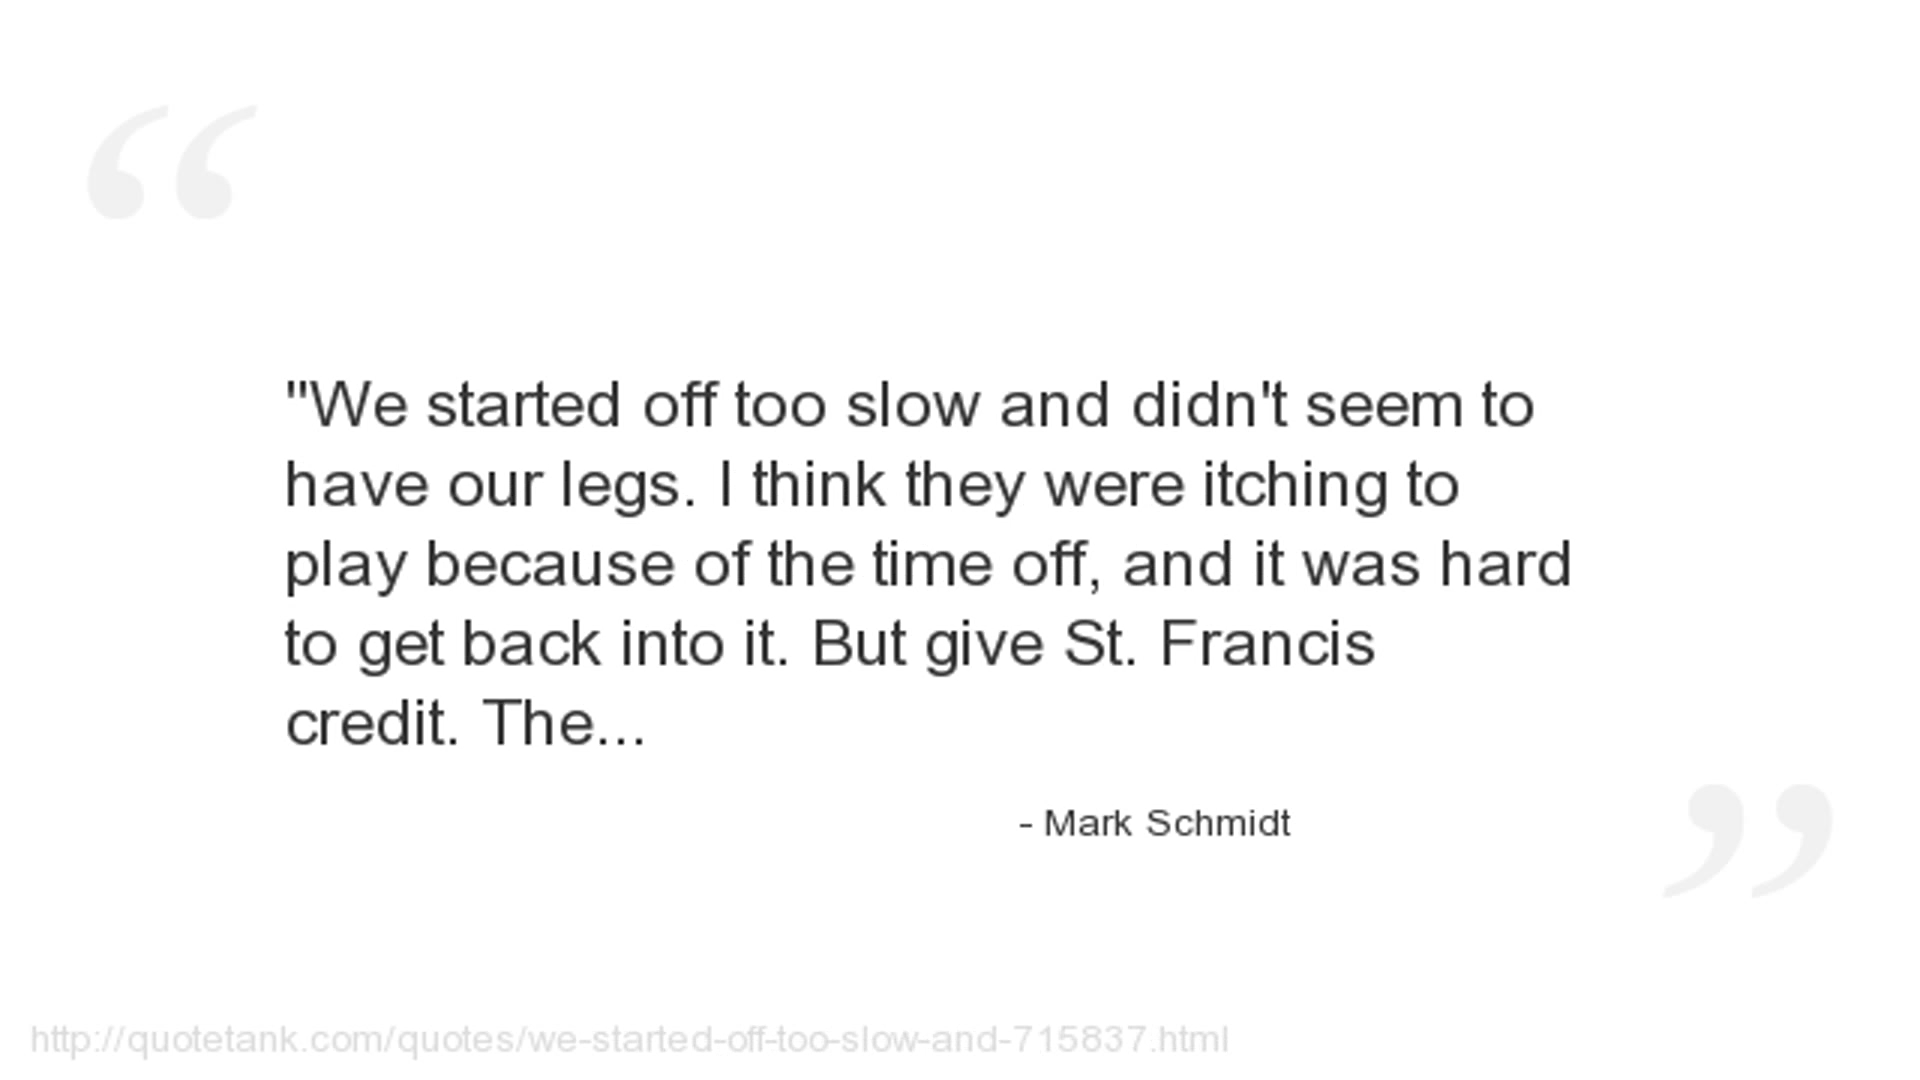 “
"We started off too slow and didn't seem to
have our legs. I think they were itching to
play because of the time off, and it was hard
to get back into it. But give St. Francis
credit. The...
- Mark Schmidt
”
http://quotetank.com/quotes/we-started-off-too-slow-and-715837.html